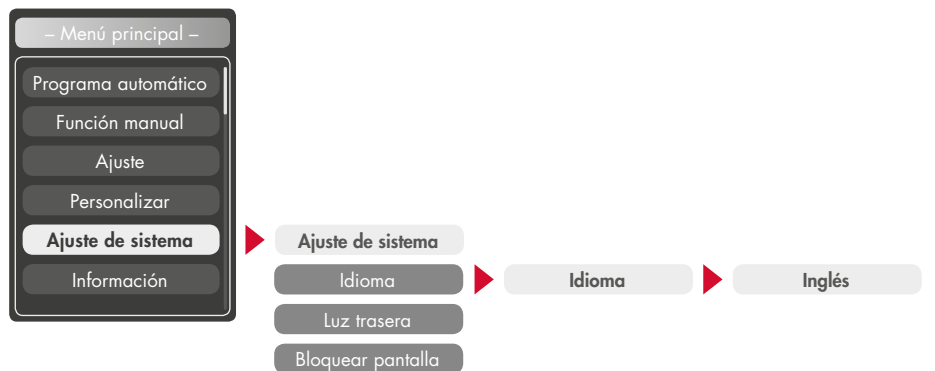 – Menú principal –
Programa automático
Función manual
Ajuste
Personalizar
Ajuste de sistema
Información
Ajuste de sistema
Idioma
Luz trasera
Bloquear pantalla
Idioma
Inglés